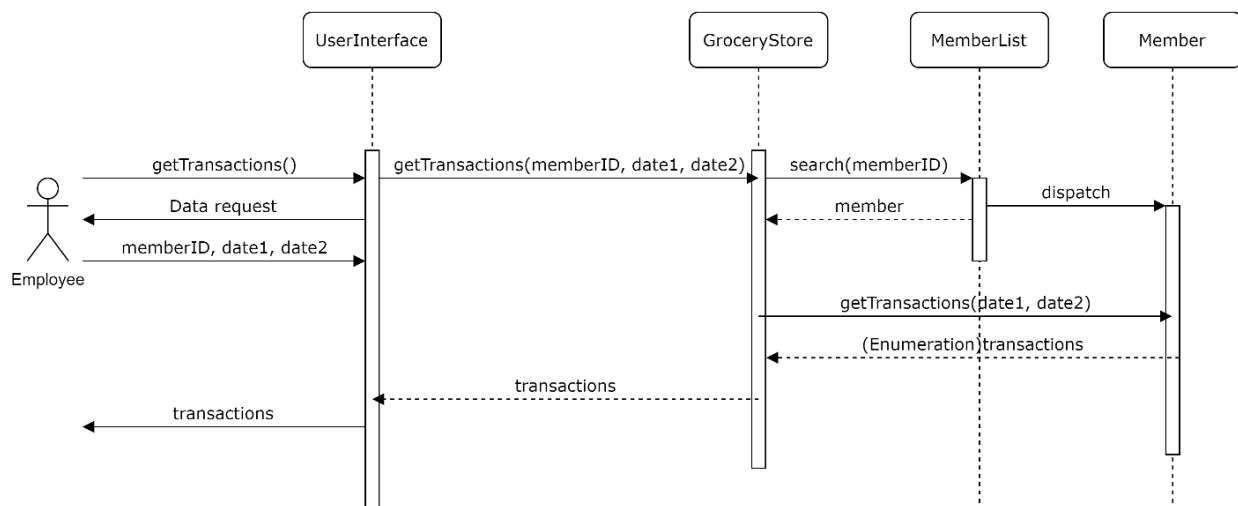 UserInterface
GroceryStore
MemberList
Member
getTransactions()
getTransactions(memberID, date1, date2)
search(memberID)
dispatch
Data request
member
memberID, date1, date2
Employee
getTransactions(date1, date2)
(Enumeration)transactions
transactions
transactions